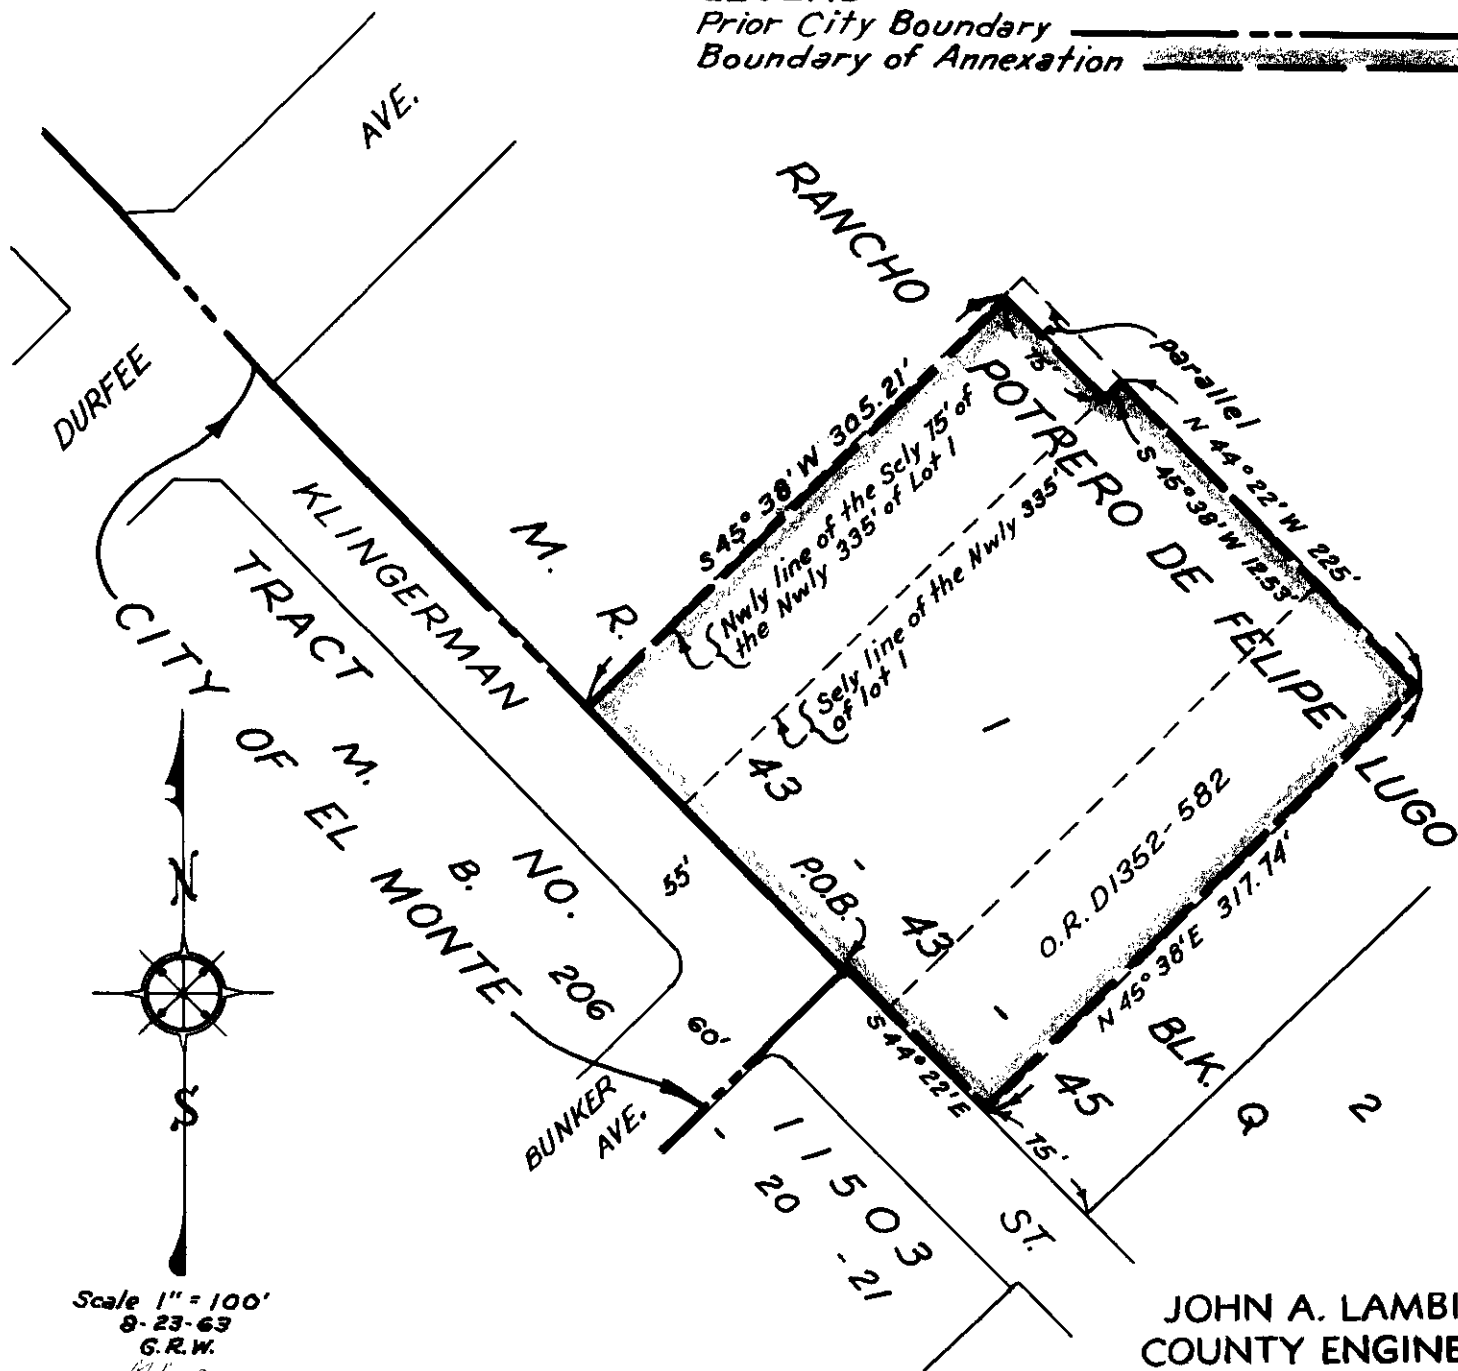 Prior City Boundary
Boundary of Annexation
AVE.
DURFEE
RANCHO
POTRERO DE FELIPE LUGO
parallel
75'
N 44° 22' W 225'
S 45° 38' W 12.53'
S 45° 38' W 305.21'
Nwly line of the Sely 75' of
the Nwly 335' of Lot 1
Sely line of the Nwly 335'
of lot 1
KLINGERMAN
ST.
M. R.
43 - 43 - 45
1
TRACT NO. 11503
M. B. 206 - 20 - 21
CITY OF EL MONTE
55'
P.O.B.
60'
BUNKER
AVE.
O.R. D1352-582
N 45° 38' E 317.74'
S 44° 22' E
75'
BLK. Q
2
N
S
Scale 1" = 100'
8-23-63
G.R.W.
JOHN A. LAMBI
COUNTY ENGINE